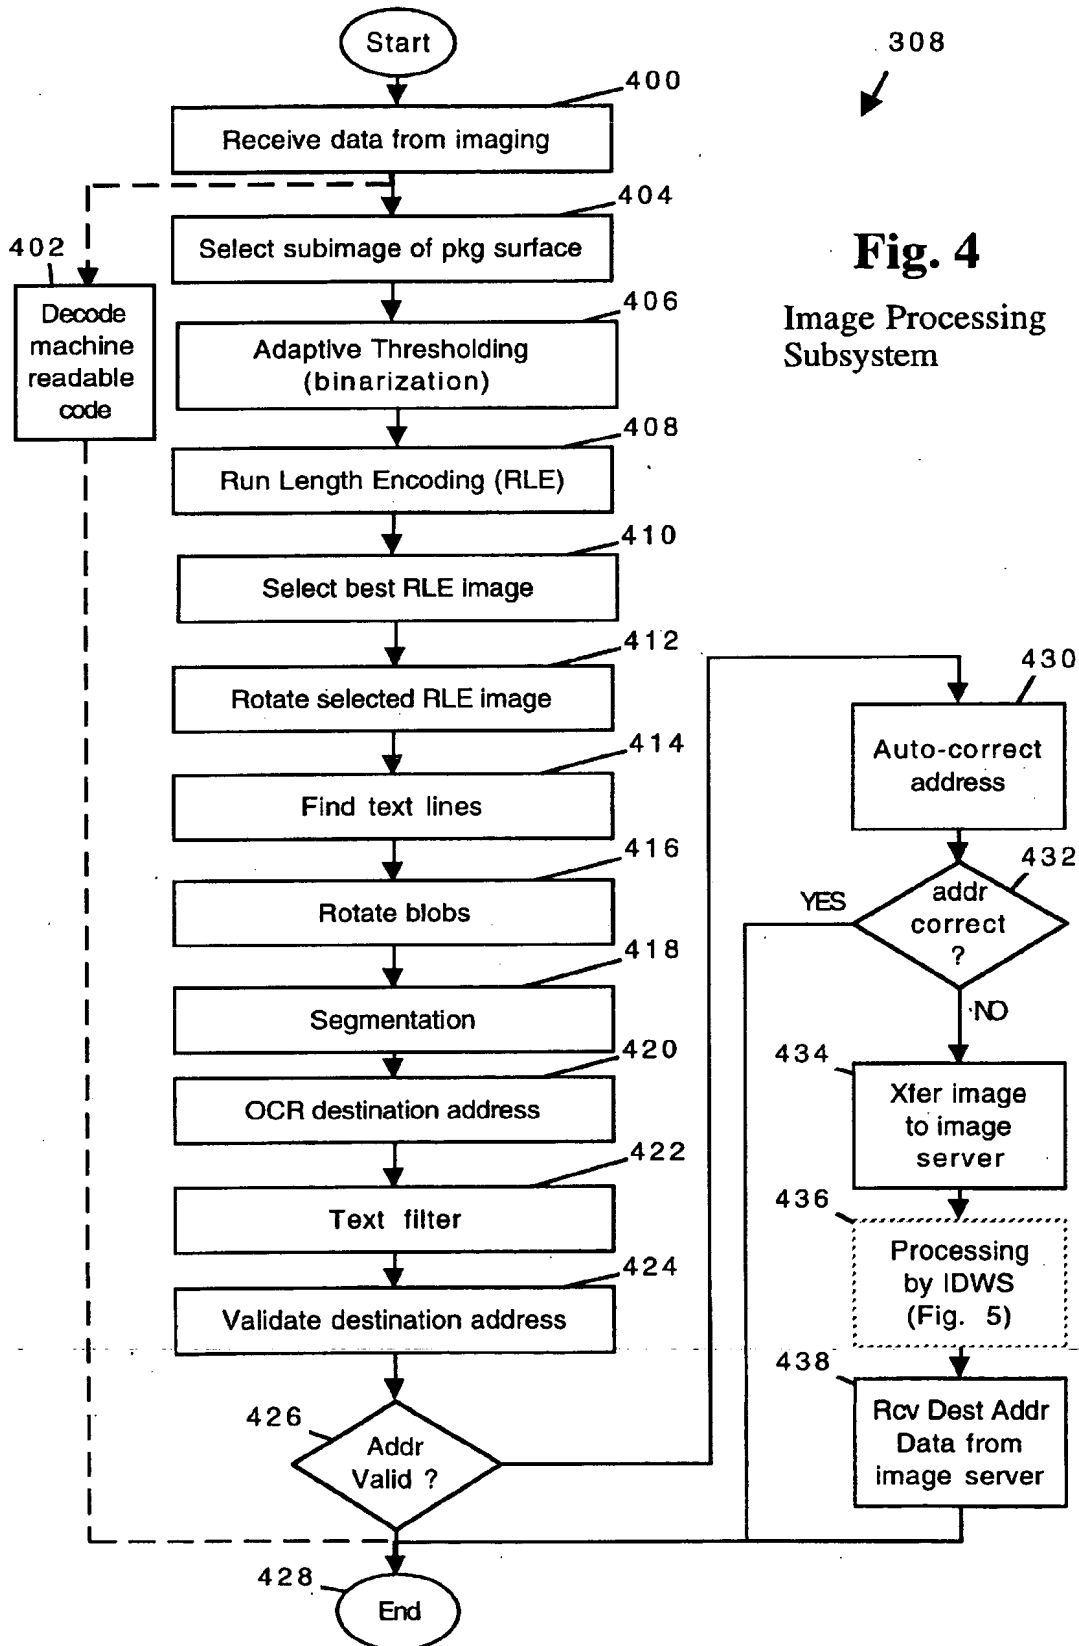 Start
308
400
Receive data from imaging
404
Select subimage of pkg surface
402
Decode
machine
readable
code
Fig. 4
Image Processing
Subsystem
406
Adaptive Thresholding
(binarization)
408
Run Length Encoding (RLE)
410
Select best RLE image
412
Rotate selected RLE image
414
Find text lines
416
Rotate blobs
418
Segmentation
420
OCR destination address
422
Text filter
424
Validate destination address
426
Addr
Valid ?
428
End
430
Auto-correct
address
432
addr
correct
?
YES
NO
434
Xfer image
to image
server
436
Processing
by IDWS
(Fig. 5)
438
Rcv Dest Addr
Data from
image server